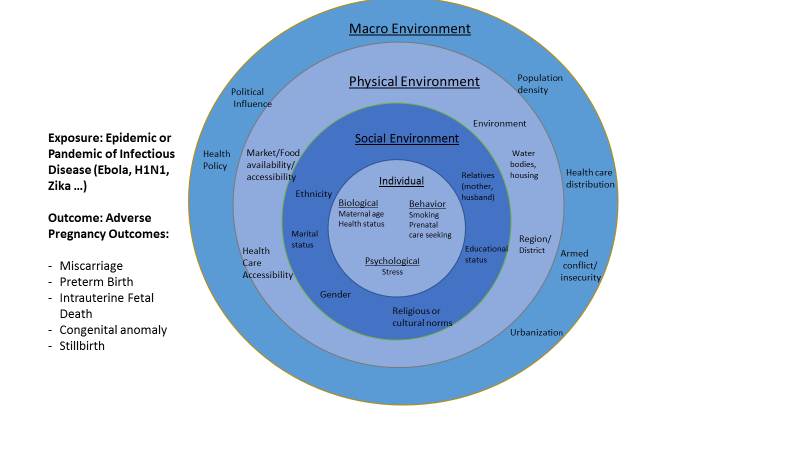 Macro Environment
Physical Environment
Social Environment
Individual
Biological
Maternal age
Health status
Behavior
Smoking
Prenatal
care seeking
Psychological
Stress
Ethnicity
Marital
status
Gender
Religious or
cultural norms
Educational
status
Relatives
(mother,
husband)
Market/Food
availability/
accessibility
Health
Care
Accessibility
Environment
Water
bodies,
housing
Region/
District
Political
Influence
Health
Policy
Population
density
Health care
distribution
Armed
conflict/
insecurity
Urbanization
Exposure: Epidemic or
Pandemic of Infectious
Disease (Ebola, H1N1,
Zika ...)
Outcome: Adverse
Pregnancy Outcomes:
- Miscarriage
- Preterm Birth
- Intrauterine Fetal
Death
- Congenital anomaly
- Stillbirth